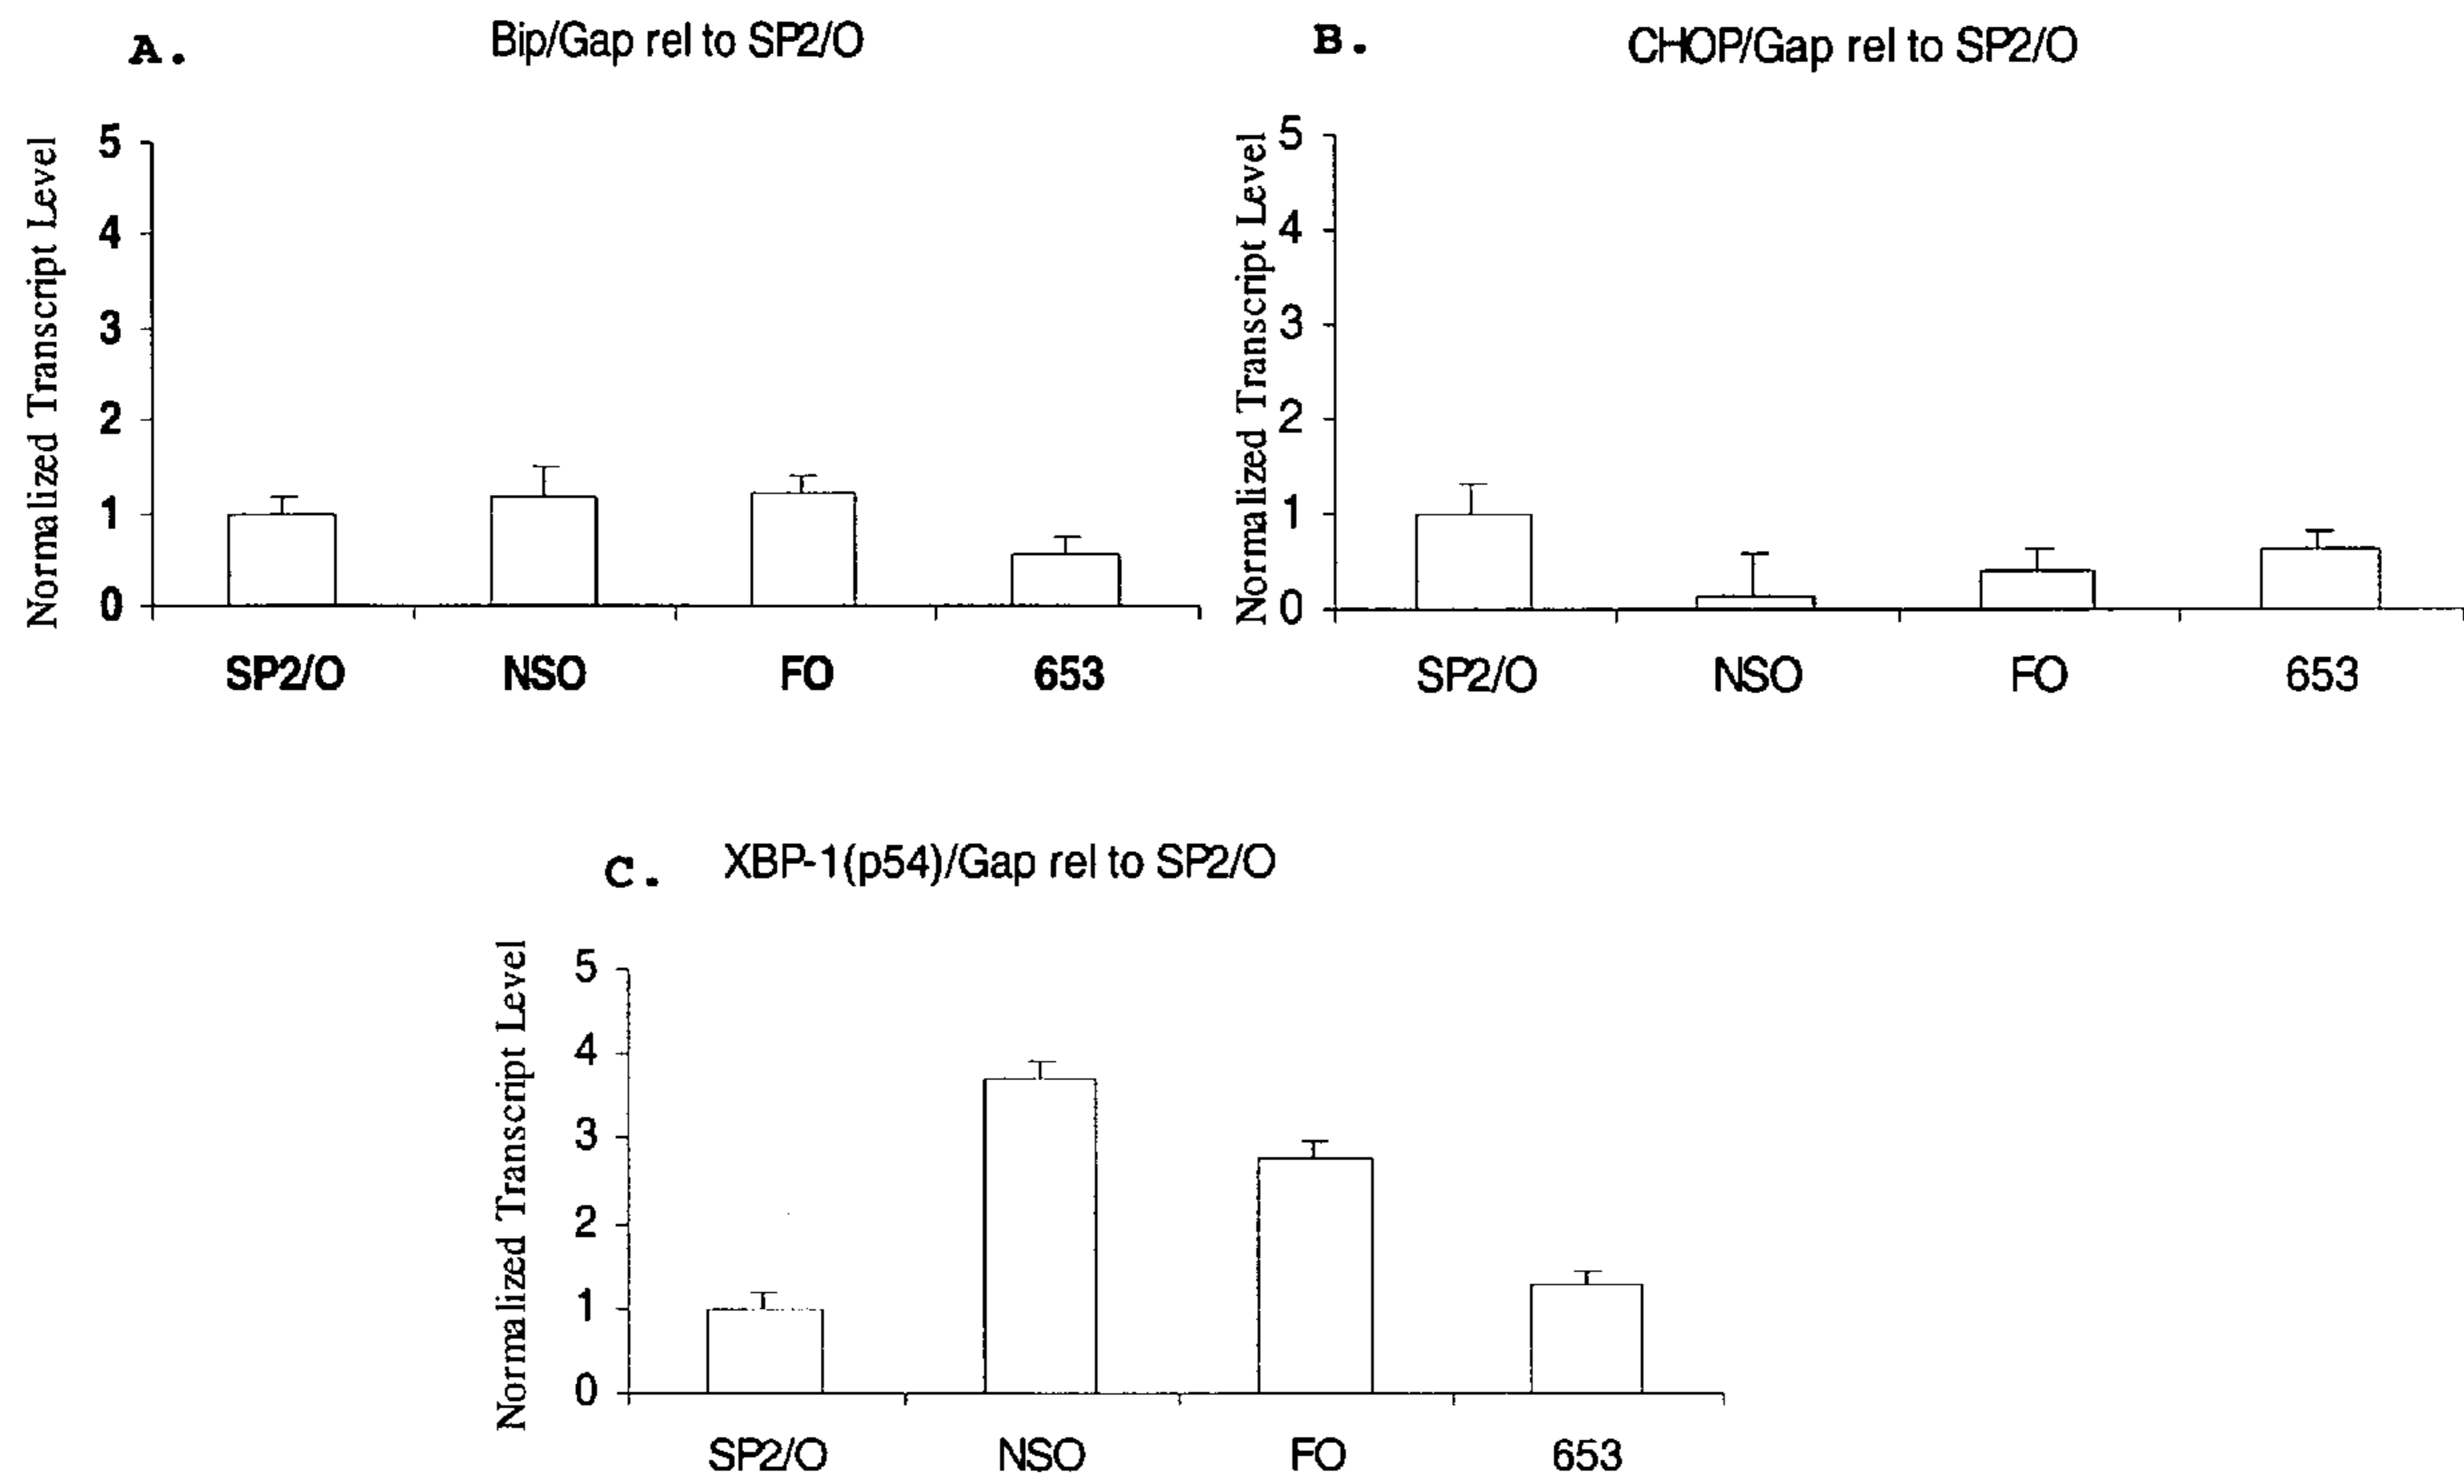 A.
Bip/Gap rel to SP2/O
Normalized Transcript Level
5
4
3
2
1
0
SP2/O NSO FO 653
B.
CHOP/Gap rel to SP2/O
Normalized Transcript Level
5
4
3
2
1
0
SP2/O NSO FO 653
C.
XBP-1(p54)/Gap rel to SP2/O
Normalized Transcript Level
5
4
3
2
1
0
SP2/O NSO FO 653